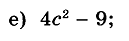 е) 4c² − 9;